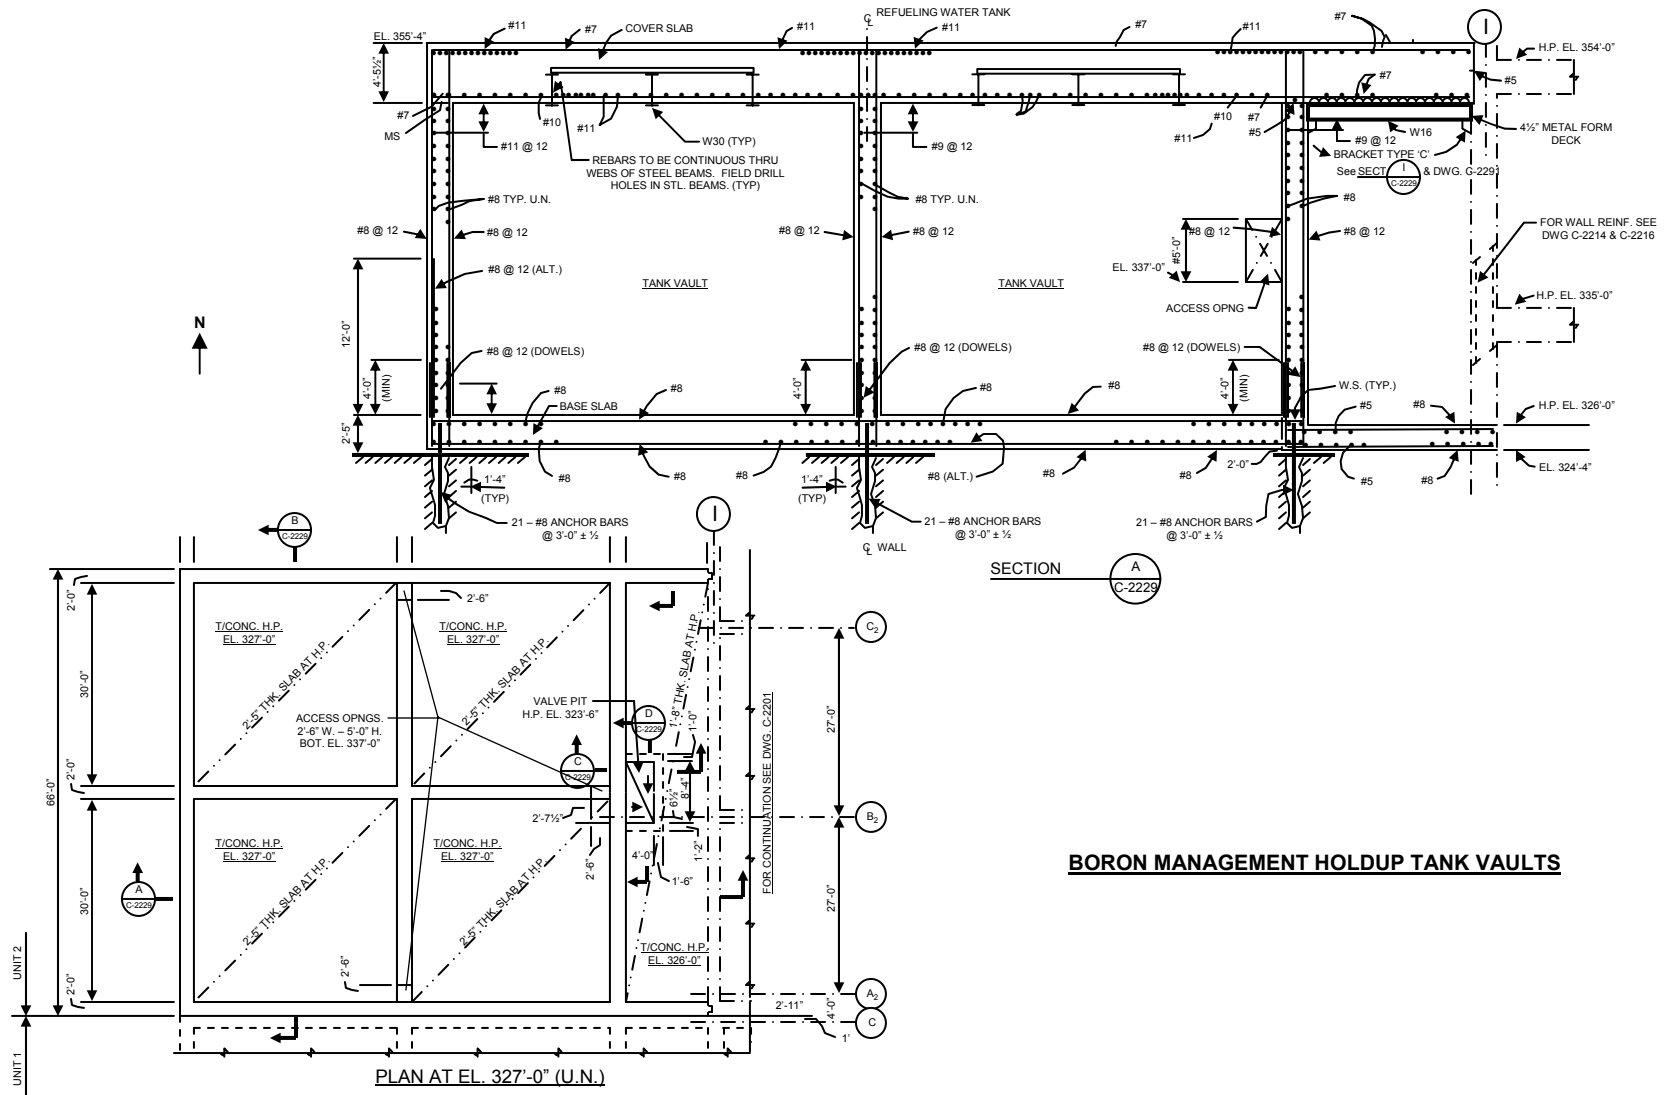 ℄ REFUELING WATER TANK
#11
#7
COVER SLAB
#11
#11
#7
#11
#7
I
EL. 355'-4"
4'-5½"
H.P. EL. 354'-0"
#7
#5
#7
MS
#10
#11
#11 @ 12
W30 (TYP)
REBARS TO BE CONTINUOUS THRU
WEBS OF STEEL BEAMS. FIELD DRILL
HOLES IN STL. BEAMS. (TYP)
#9 @ 12
#10
#7
#11
#5
#9 @ 12
W16
4½" METAL FORM
DECK
BRACKET TYPE 'C'
See SECT
I
C-2229
& DWG. C-2291
#8 TYP. U.N.
#8 TYP. U.N.
#8
#8 @ 12
#8 @ 12
#8 @ 12
#8 @ 12
#8 @ 12
#8 @ 12
FOR WALL REINF. SEE
DWG C-2214 & C-2216
#5'-0"
X
EL. 337'-0"
#8 @ 12 (ALT.)
TANK VAULT
TANK VAULT
ACCESS OPNG
H.P. EL. 335'-0"
12'-0"
N
#8 @ 12 (DOWELS)
#8 @ 12 (DOWELS)
#8 @ 12 (DOWELS)
4'-0"
(MIN)
4'-0"
4'-0"
(MIN)
W.S. (TYP.)
#8
#8
BASE SLAB
#8
#8
#5
#8
H.P. EL. 326'-0"
2'-5"
1'-4"
(TYP)
#8
#8
#8
1'-4"
(TYP)
#8 (ALT.)
#8
#8
2'-0"
#5
#8
EL. 324'-4"
21 – #8 ANCHOR BARS
@ 3'-0" ± ½
21 – #8 ANCHOR BARS
@ 3'-0" ± ½
21 – #8 ANCHOR BARS
@ 3'-0" ± ½
℄ WALL
SECTION
A
C-2229
B
C-2229
I
2'-0"
2'-6"
T/CONC. H.P.
EL. 327'-0"
T/CONC. H.P.
EL. 327'-0"
C2
30'-0"
2'-5" THK. SLAB AT H.P.
2'-5" THK. SLAB AT H.P.
1'-8" THK. SLAB AT H.P.
ACCESS OPNGS.
2'-6" W. – 5'-0" H.
BOT. EL. 337'-0"
VALVE PIT
H.P. EL. 323'-6"
D
C-2229
1'-0"
27'-0"
C
C-2229
66'-0"
2'-0"
6½"
8'-4"
2'-7½"
B2
T/CONC. H.P.
EL. 327'-0"
T/CONC. H.P.
EL. 327'-0"
2'-6"
4'-0"
1'-2"
1'-6"
FOR CONTINUATION SEE DWG. C-2201
A
C-2229
30'-0"
2'-5" THK. SLAB AT H.P.
2'-5" THK. SLAB AT H.P.
27'-0"
T/CONC. H.P.
EL. 326'-0"
UNIT 2
2'-0"
2'-6"
A2
2'-11"
4'-0"
C
1'
UNIT 1
PLAN AT EL. 327'-0" (U.N.)
BORON MANAGEMENT HOLDUP TANK VAULTS